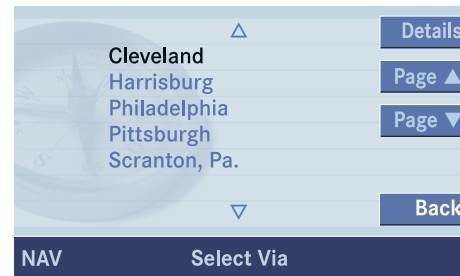 Details
Cleveland
Harrisburg
Page ▲
Philadelphia
Page ▼
Pittsburgh
Scranton, Pa.
Back
NAV Select Via